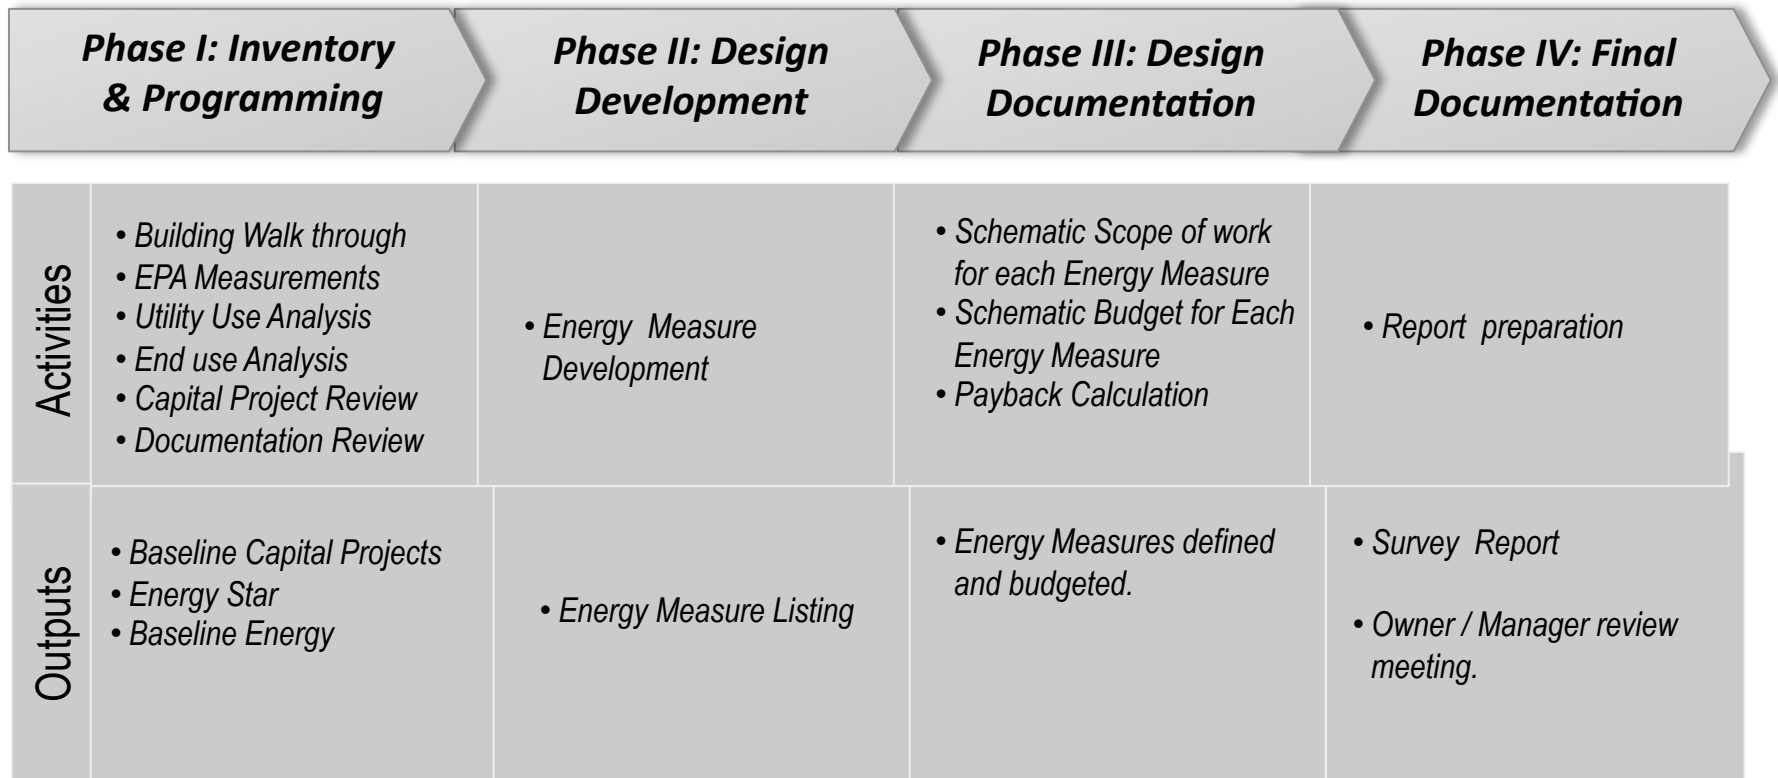 Phase I: Inventory
& Programming
Phase II: Design
Development
Phase III: Design
Documentation
Phase IV: Final
Documentation
Activities
• Building Walk through
• EPA Measurements
• Utility Use Analysis
• End use Analysis
• Capital Project Review
• Documentation Review
• Energy Measure
Development
• Schematic Scope of work
for each Energy Measure
• Schematic Budget for Each
Energy Measure
• Payback Calculation
• Report preparation
Outputs
• Baseline Capital Projects
• Energy Star
• Baseline Energy
• Energy Measure Listing
• Energy Measures defined
and budgeted.
• Survey Report
• Owner / Manager review
meeting.